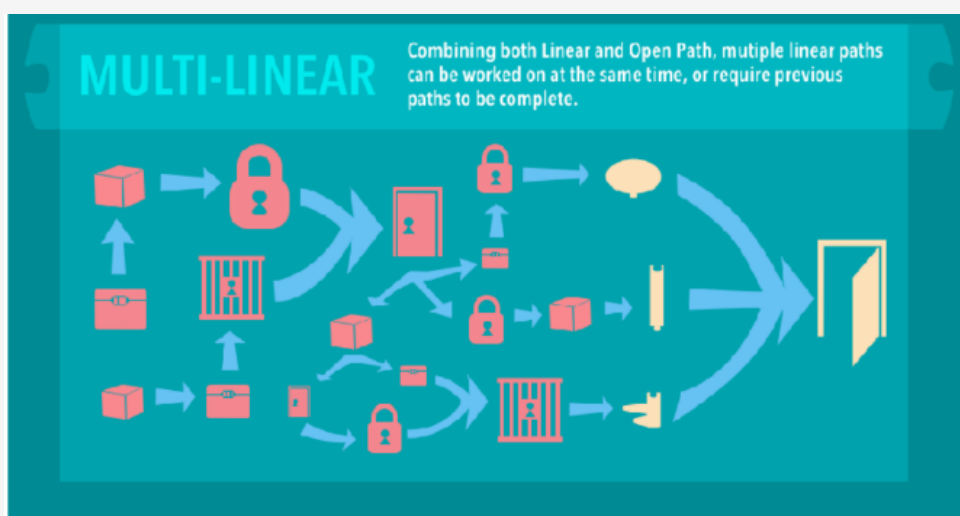 MULTI-LINEAR
Combining both Linear and Open Path, mutiple linear paths
can be worked on at the same time, or require previous
paths to be complete.